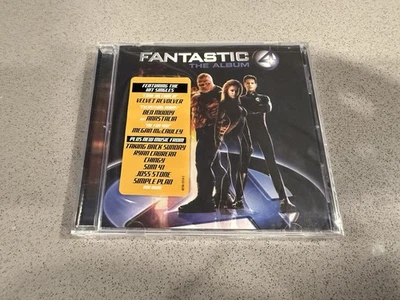 FANTASTIC 4
THE ALBUM
FEATURING THE
HIT SINGLES
VELVET REVOLVER
BEN MOODY
ANASTACIA
MEGAN McCAULEY
PLUS NEW MUSIC FROM
TAKING BACK SUNDAY
RYAN CABRERA
CHINGY
SUM 41
JOSS STONE
SIMPLE PLAN